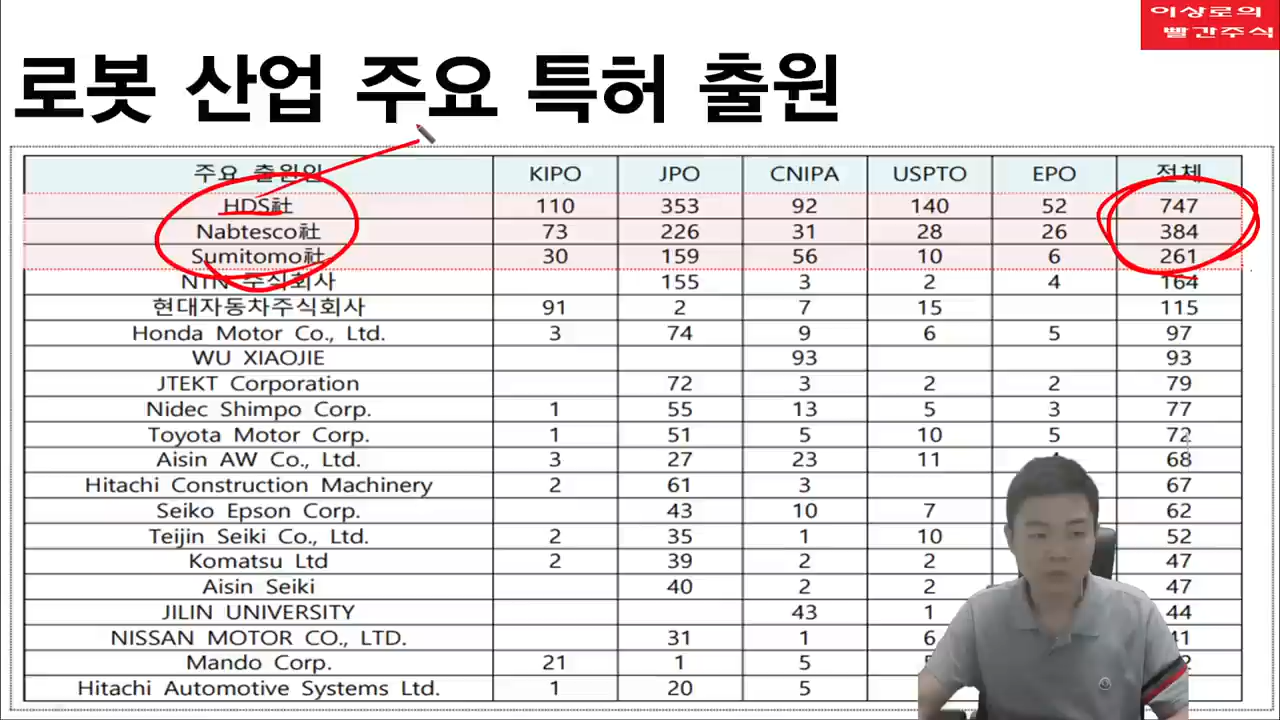 이상로의
빨간주식
로봇 산업 주요 특허 출원
주요 출원인 KIPO JPO CNIPA USPTO EPO 전체
HDS社 110 353 92 140 52 747
Nabtesco社 73 226 31 28 26 384
Sumitomo社 30 159 56 10 6 261
NTN 주식회사 155 3 2 4 164
현대자동차주식회사 91 2 7 15 115
Honda Motor Co., Ltd. 3 74 9 6 5 97
WU XIAOJIE 93 93
JTEKT Corporation 72 3 2 2 79
Nidec Shimpo Corp. 1 55 13 5 3 77
Toyota Motor Corp. 1 51 5 10 5 72
Aisin AW Co., Ltd. 3 27 23 11 68
Hitachi Construction Machinery 2 61 3 67
Seiko Epson Corp. 43 10 7 62
Teijin Seiki Co., Ltd. 2 35 1 10 52
Komatsu Ltd 2 39 2 2 47
Aisin Seiki 40 2 2 47
JILIN UNIVERSITY 43 1 44
NISSAN MOTOR CO., LTD. 31 1 6
Mando Corp. 21 1 5
Hitachi Automotive Systems Ltd. 1 20 5